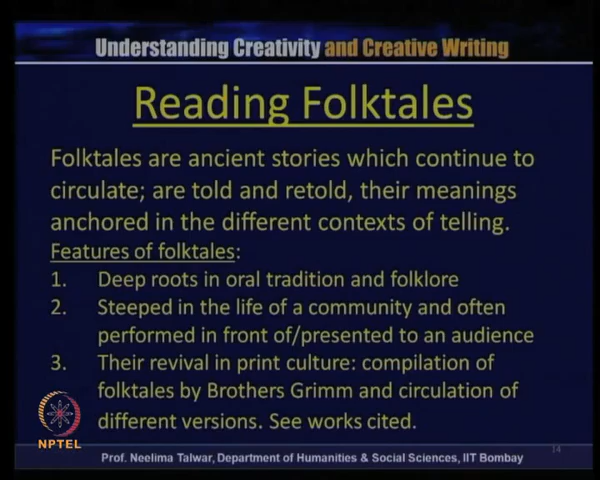 Understanding Creativity and Creative Writing
Reading Folktales
Folktales are ancient stories which continue to
circulate; are told and retold, their meanings
anchored in the different contexts of telling.
Features of folktales:
1. Deep roots in oral tradition and folklore
2. Steeped in the life of a community and often
performed in front of/presented to an audience
3. Their revival in print culture: compilation of
folktales by Brothers Grimm and circulation of
different versions. See works cited.
NPTEL
14
Prof. Neelima Talwar, Department of Humanities & Social Sciences, IIT Bombay